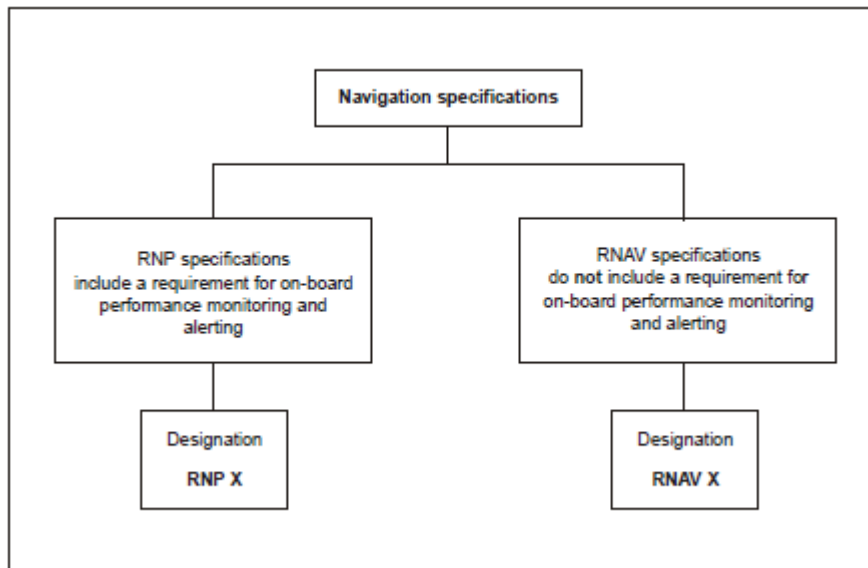 Navigation specifications
RNP specifications
include a requirement for on-board
performance monitoring and
alerting
RNAV specifications
do not include a requirement for
on-board performance monitoring
and alerting
Designation
RNP X
Designation
RNAV X